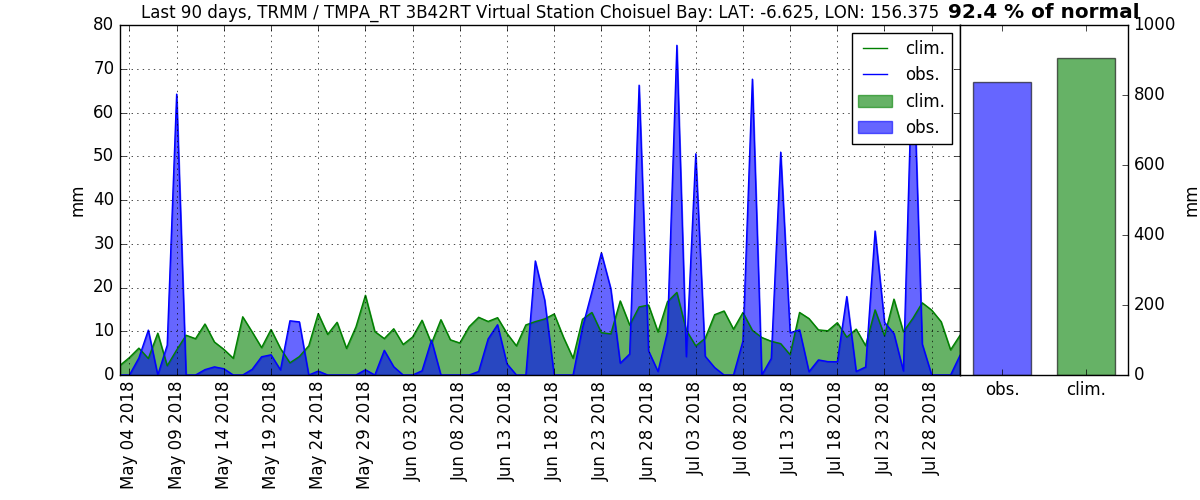 Last 90 days, TRMM / TMPA_RT 3B42RT Virtual Station Choisuel Bay: LAT: -6.625, LON: 156.375
92.4 % of normal
80
70
60
50
40
30
20
10
0
mm
clim.
obs.
clim.
obs.
1000
800
600
400
200
0
mm
May 04 2018
May 09 2018
May 14 2018
May 19 2018
May 24 2018
May 29 2018
Jun 03 2018
Jun 08 2018
Jun 13 2018
Jun 18 2018
Jun 23 2018
Jun 28 2018
Jul 03 2018
Jul 08 2018
Jul 13 2018
Jul 18 2018
Jul 23 2018
Jul 28 2018
obs.
clim.